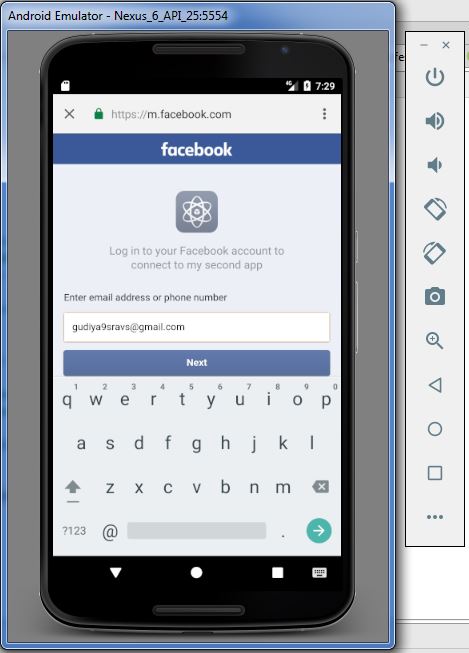 Android Emulator - Nexus_6_API_25:5554
4G 7:29
https://m.facebook.com
facebook
Log in to your Facebook account to
connect to my second app
Enter email address or phone number
gudiya9sravs@gmail.com
Next
1 2 3 4 5 6 7 8 9 0
q w e r t y u i o p
a s d f g h j k l
z x c v b n m
?123 @ .